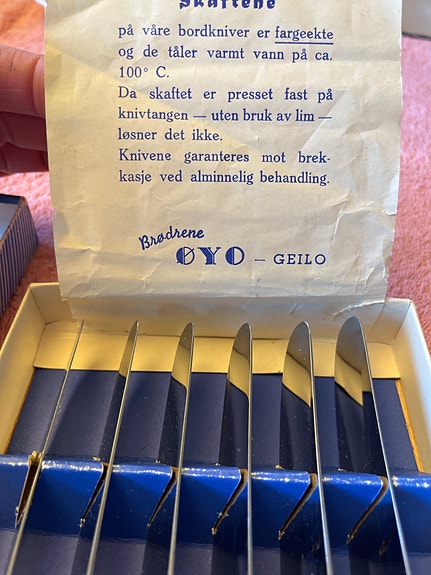 Skaftene
på våre bordkniver er fargeekte
og de tåler varmt vann på ca.
100° C.
Da skaftet er presset fast på
knivtangen — uten bruk av lim —
løsner det ikke.
Knivene garanteres mot brek-
kasje ved alminnelig behandling.
Brødrene
ØYO — GEILO